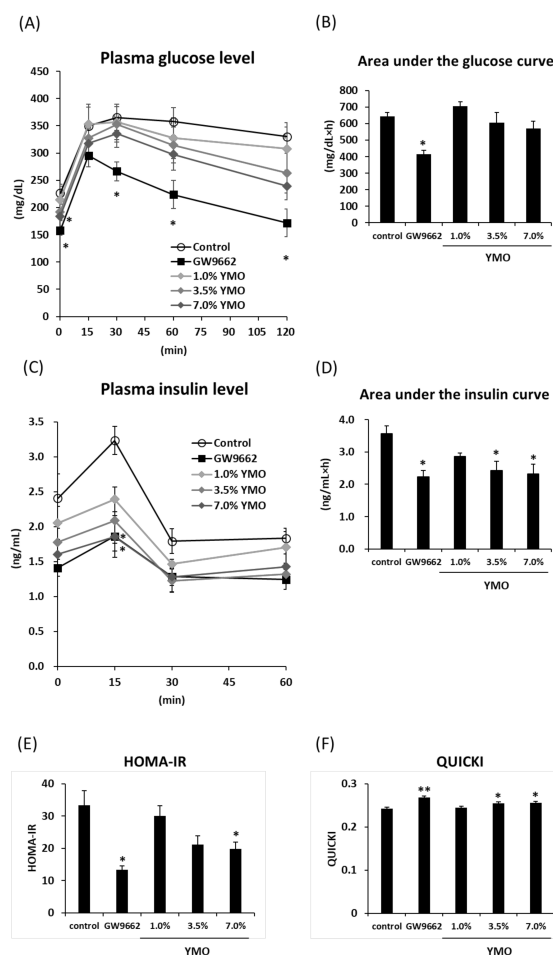 (A)
Plasma glucose level
450
400
350
300
250
200
150
100
50
0
(mg/dL)
*
*
*
*
*
Control
GW9662
1.0% YMO
3.5% YMO
7.0% YMO
0 15 30 45 60 75 90 105 120
(min)
(B)
Area under the glucose curve
800
700
600
500
400
300
200
100
0
(mg/dL×h)
*
control GW9662 1.0% 3.5% 7.0%
YMO
(C)
Plasma insulin level
3.5
3.0
2.5
2.0
1.5
1.0
0.5
0.0
(ng/mL)
Control
GW9662
1.0% YMO
3.5% YMO
7.0% YMO
*
*
0 15 30 45 60
(min)
(D)
Area under the insulin curve
4.0
3.0
2.0
1.0
0.0
(ng/mL×h)
* * *
control GW9662 1.0% 3.5% 7.0%
YMO
(E)
HOMA-IR
40
30
20
10
0
HOMA-IR
* *
control GW9662 1.0% 3.5% 7.0%
YMO
(F)
QUICKI
0.3
0.2
0.1
0
QUICKI
** * *
control GW9662 1.0% 3.5% 7.0%
YMO